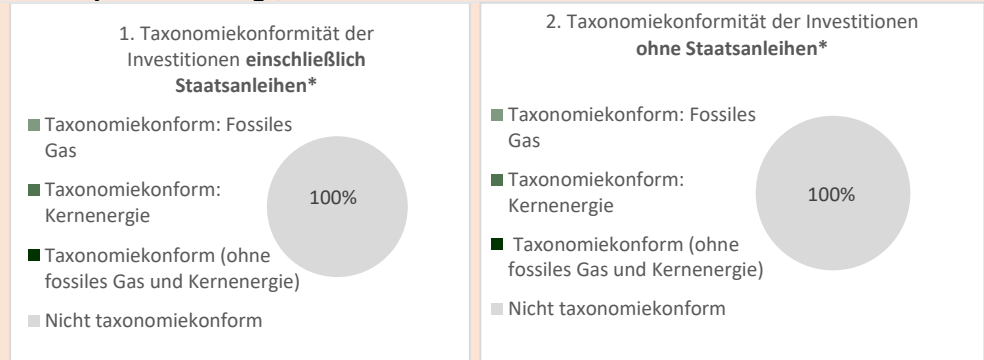 1. Taxonomiekonformität der
Investitionen einschließlich
Staatsanleihen*
Taxonomiekonform: Fossiles
Gas
Taxonomiekonform:
Kernenergie
Taxonomiekonform (ohne
fossiles Gas und Kernenergie)
Nicht taxonomiekonform
100%
2. Taxonomiekonformität der Investitionen
ohne Staatsanleihen*
Taxonomiekonform: Fossiles
Gas
Taxonomiekonform:
Kernenergie
Taxonomiekonform (ohne
fossiles Gas und Kernenergie)
Nicht taxonomiekonform
100%